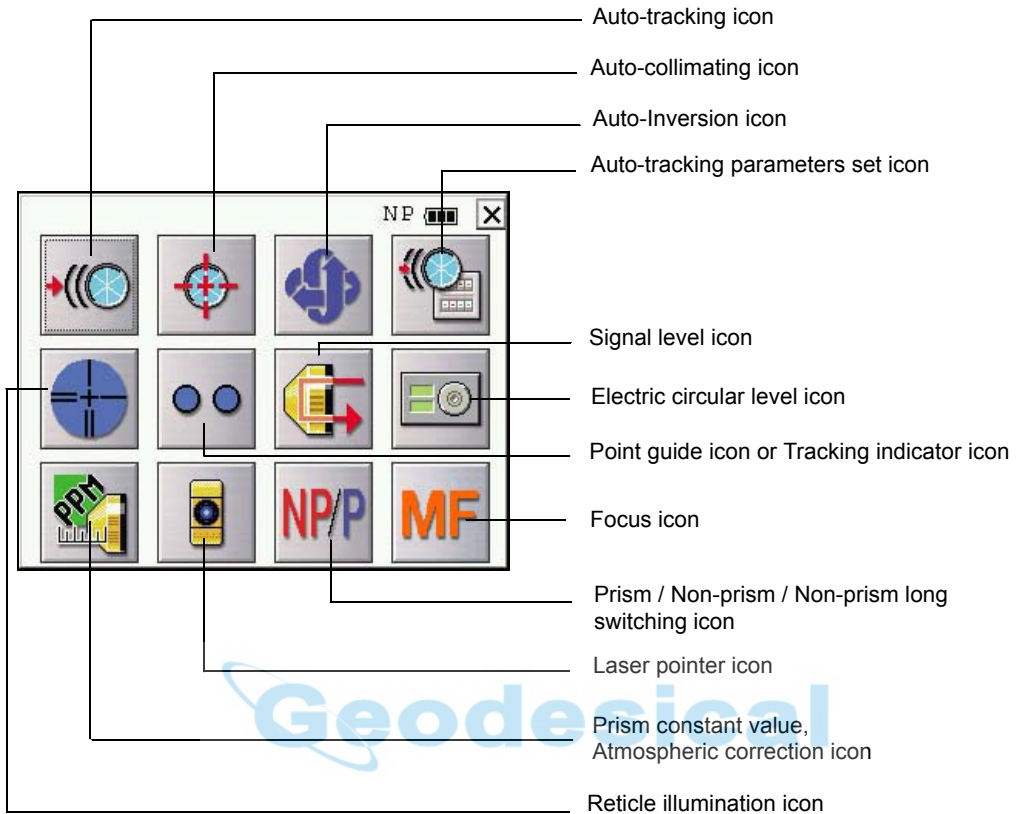 Auto-tracking icon
Auto-collimating icon
Auto-Inversion icon
Auto-tracking parameters set icon
NP
Signal level icon
Electric circular level icon
Point guide icon or Tracking indicator icon
PPM
NP/P
MF
Focus icon
Prism / Non-prism / Non-prism long
switching icon
Laser pointer icon
Geodesical
Prism constant value,
Atmospheric correction icon
Reticle illumination icon